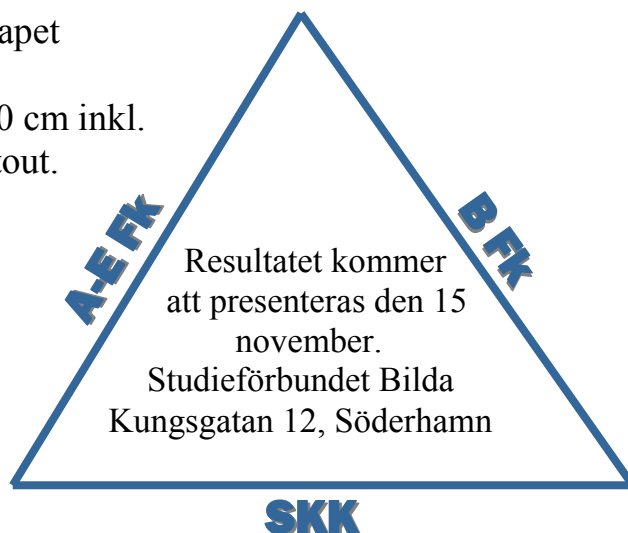 apet
0 cm inkl.
tout.
A-E Fk
B Fk
Resultatet kommer
att presenteras den 15
november.
Studieförbundet Bilda
Kungsgatan 12, Söderhamn
SKK